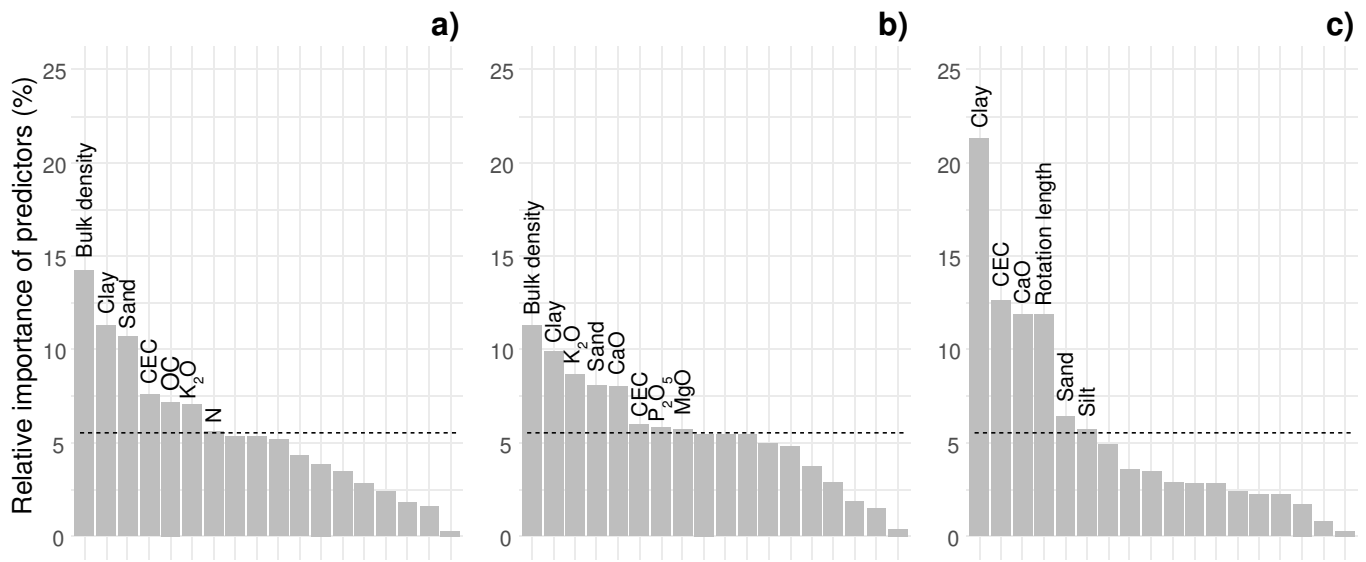 a)
Relative importance of predictors (%)
25
20
15
10
5
0
Bulk density
Clay
Sand
CEC
OC
K₂O
N
b)
25
20
15
10
5
0
Bulk density
Clay
K₂O
Sand
CaO
CEC
P₂O₅
MgO
c)
25
20
15
10
5
0
Clay
CEC
CaO
Rotation length
Sand
Silt